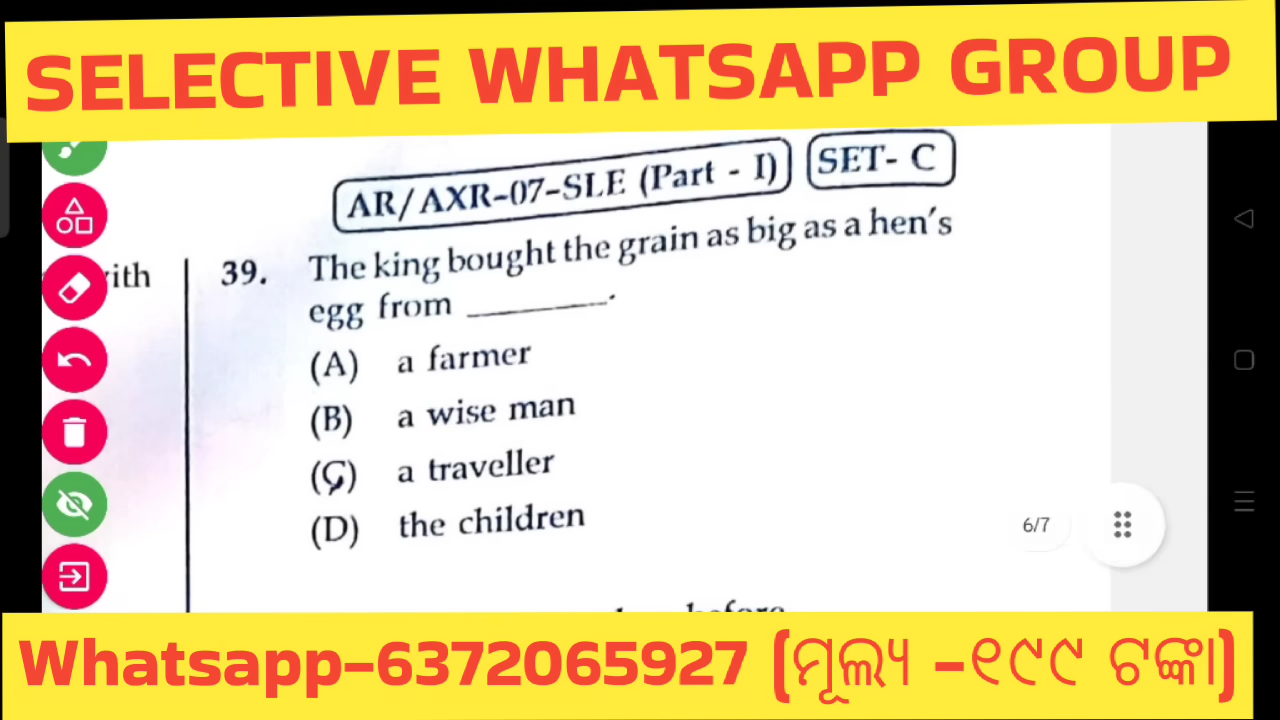 SELECTIVE WHATSAPP GROUP
AR/AXR-07-SLE (Part - I) SET- C
ith
39. The king bought the grain as big as a hen's
egg from ________.
(A) a farmer
(B) a wise man
(C) a traveller
(D) the children
6/7
before
Whatsapp-6372065927 (ମୂଲ୍ୟ -୧୯୯ ଟଙ୍କା)